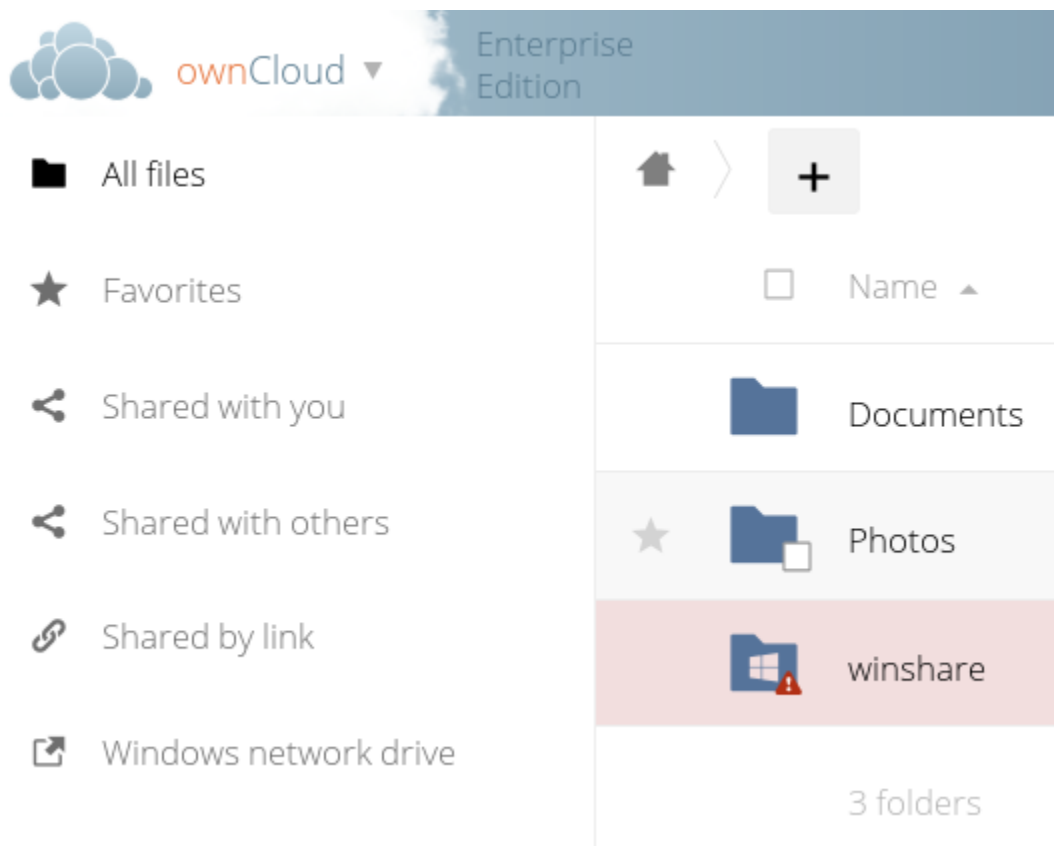 ownCloud
Enterprise
Edition
All files
Favorites
Shared with you
Shared with others
Shared by link
Windows network drive
+
Name
Documents
Photos
winshare
3 folders